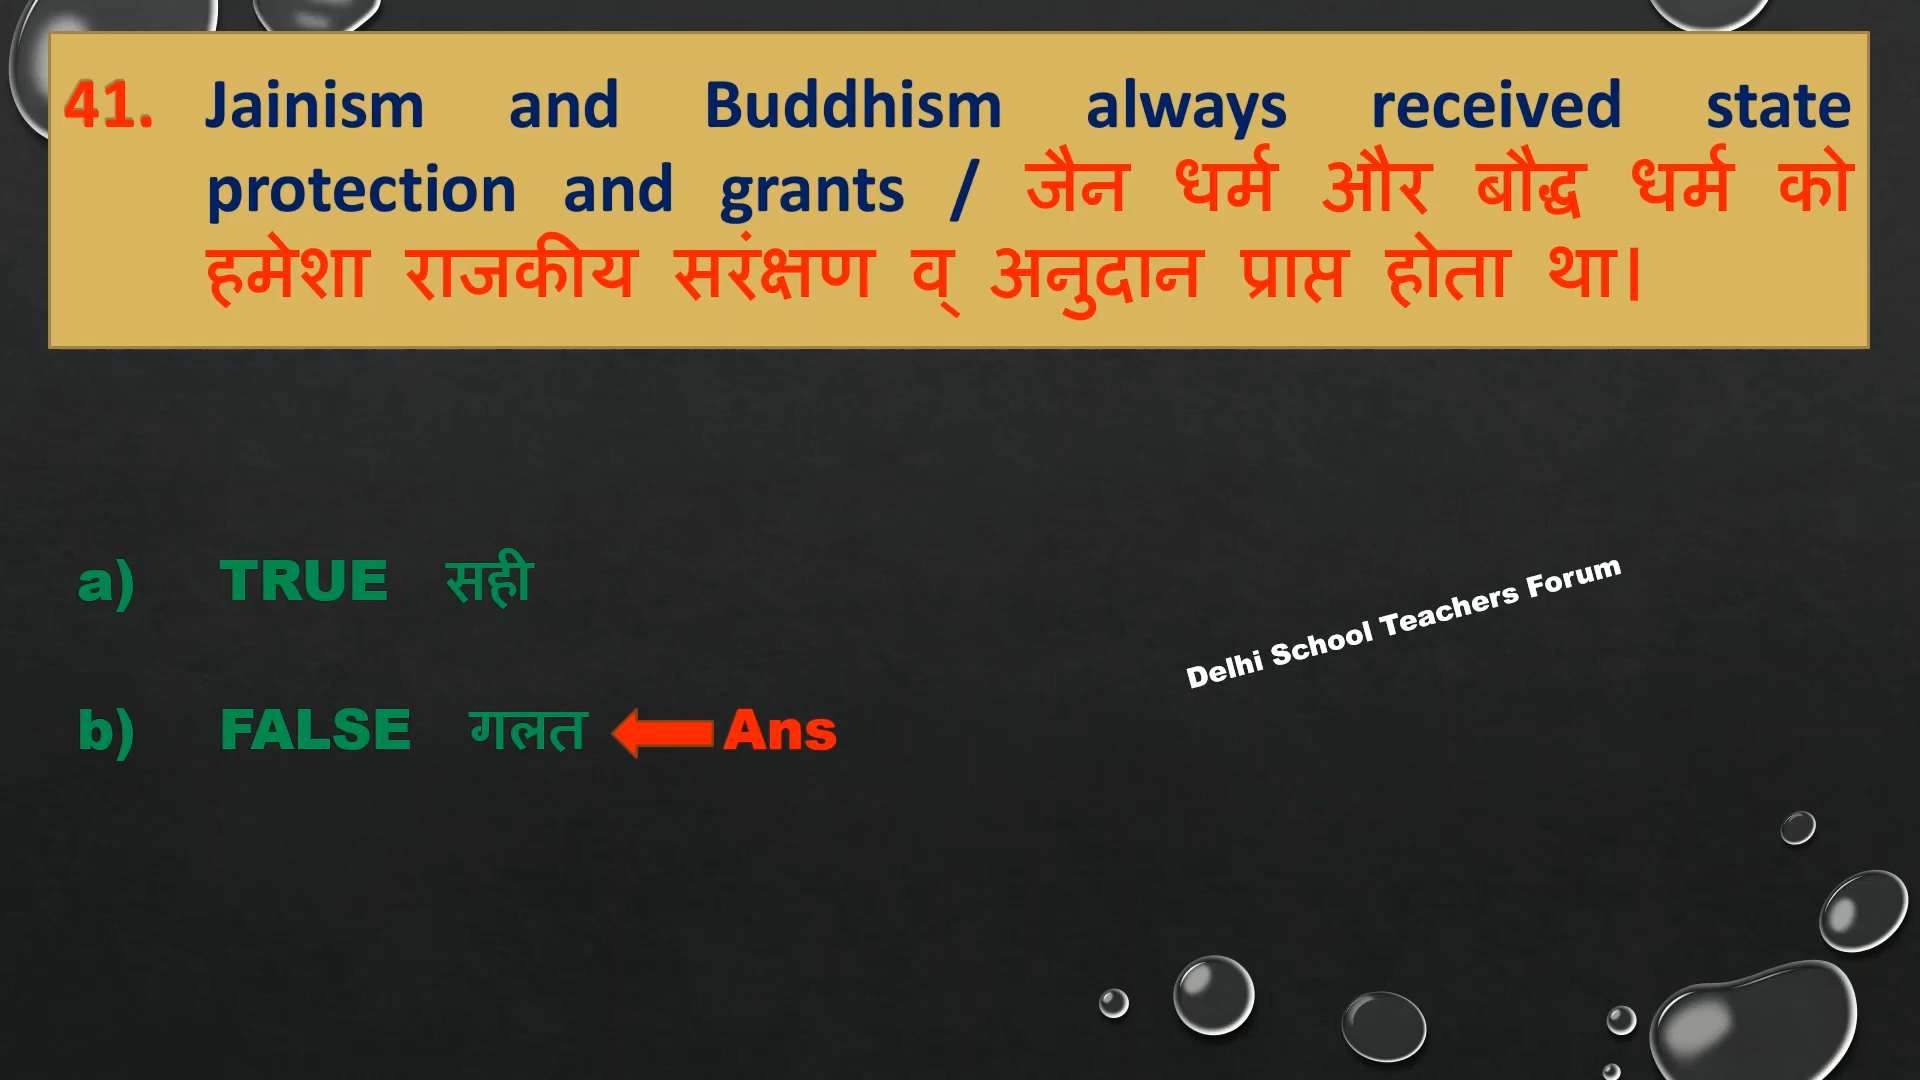 41. Jainism and Buddhism always received state
protection and grants / जैन धर्म और बौद्ध धर्म को
हमेशा राजकीय सरंक्षण व् अनुदान प्राप्त होता था।
a) TRUE सही
Delhi School Teachers Forum
b) FALSE गलत Ans